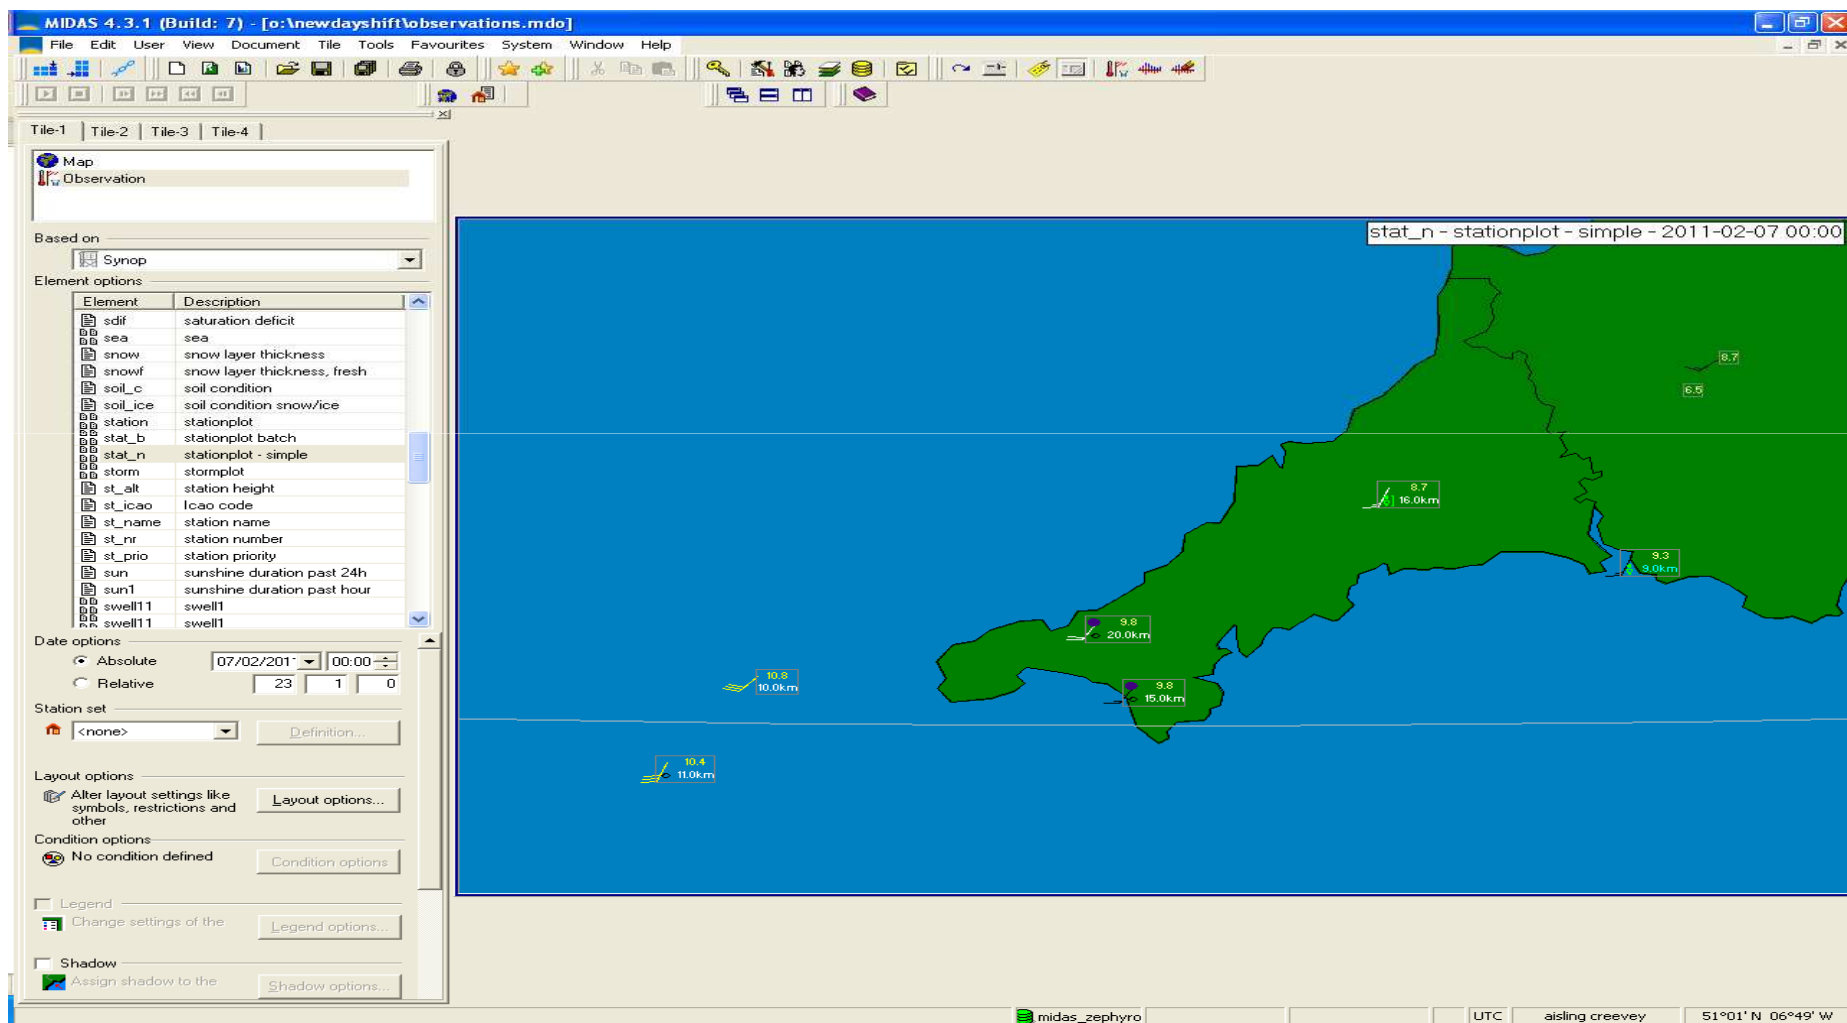 MIDAS 4.3.1 (Build: 7) - [o:\newdayshift\observations.mdo]
File Edit User View Document Tile Tools Favourites System Window Help
Tile-1 Tile-2 Tile-3 Tile-4
Map
Observation
Based on
Synop
Element options
Element Description
sdif saturation deficit
sea sea
snow snow layer thickness
snowf snow layer thickness, fresh
soil_c soil condition
soil_ice soil condition snow/ice
station stationplot
stat_b stationplot batch
stat_n stationplot - simple
storm stormplot
st_alt station height
st_icao Icao code
st_name station name
st_nr station number
st_prio station priority
sun sunshine duration past 24h
sun1 sunshine duration past hour
swell11 swell1
swell11 swell1
Date options
Absolute 07/02/201 00:00
Relative 23 1 0
Station set
<none> Definition...
Layout options
Alter layout settings like
symbols, restrictions and
other
Layout options...
Condition options
No condition defined
Condition options
Legend
Change settings of the
Legend options...
Shadow
Assign shadow to the
Shadow options...
stat_n - stationplot - simple - 2011-02-07 00:00
8.7
6.5
8.7
16.0km
9.3
9.0km
9.8
20.0km
10.8
10.0km
9.8
15.0km
10.4
11.0km
midas_zephyro UTC aisling creevey 51°01' N 06°49' W